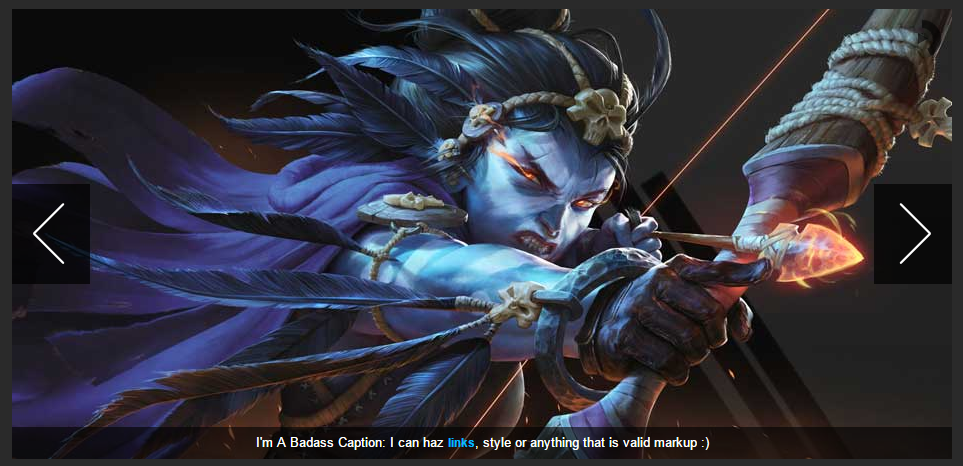 I'm A Badass Caption: I can haz links, style or anything that is valid markup :)